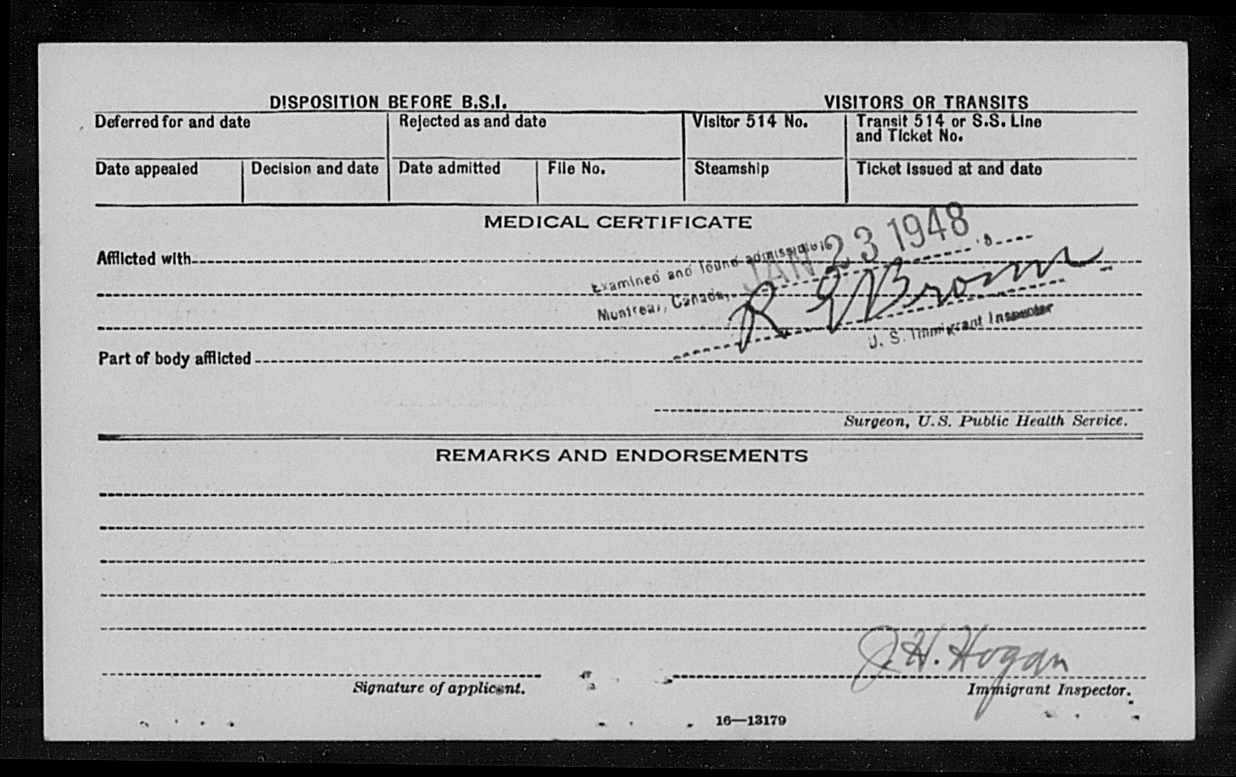 DISPOSITION BEFORE B.S.I.
VISITORS OR TRANSITS
Deferred for and date
Rejected as and date
Visitor 514 No.
Transit 514 or S.S. Line
and Ticket No.
Date appealed
Decision and date
Date admitted
File No.
Steamship
Ticket issued at and date
MEDICAL CERTIFICATE
Afflicted with
Examined and found admissible
Montreal, Canada,
JAN 23 1948
U. S. Immigrant Inspector
Part of body afflicted
Surgeon, U.S. Public Health Service.
REMARKS AND ENDORSEMENTS
J. H. Hogan
Signature of applicant.
Immigrant Inspector.
16—13179